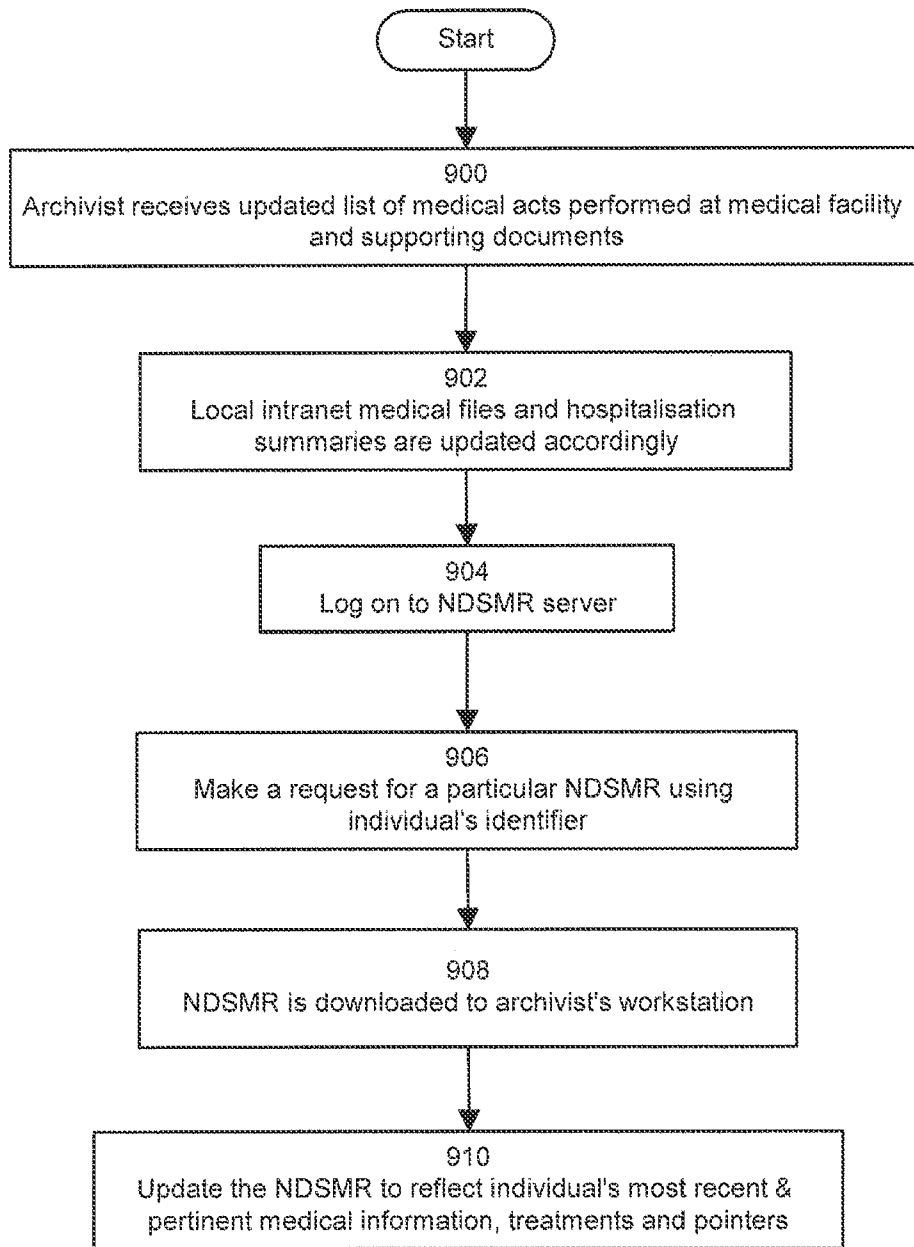 Start
900
Archivist receives updated list of medical acts performed at medical facility
and supporting documents
902
Local intranet medical files and hospitalisation
summaries are updated accordingly
904
Log on to NDSMR server
906
Make a request for a particular NDSMR using
individual's identifier
908
NDSMR is downloaded to archivist's workstation
910
Update the NDSMR to reflect individual's most recent &
pertinent medical information, treatments and pointers